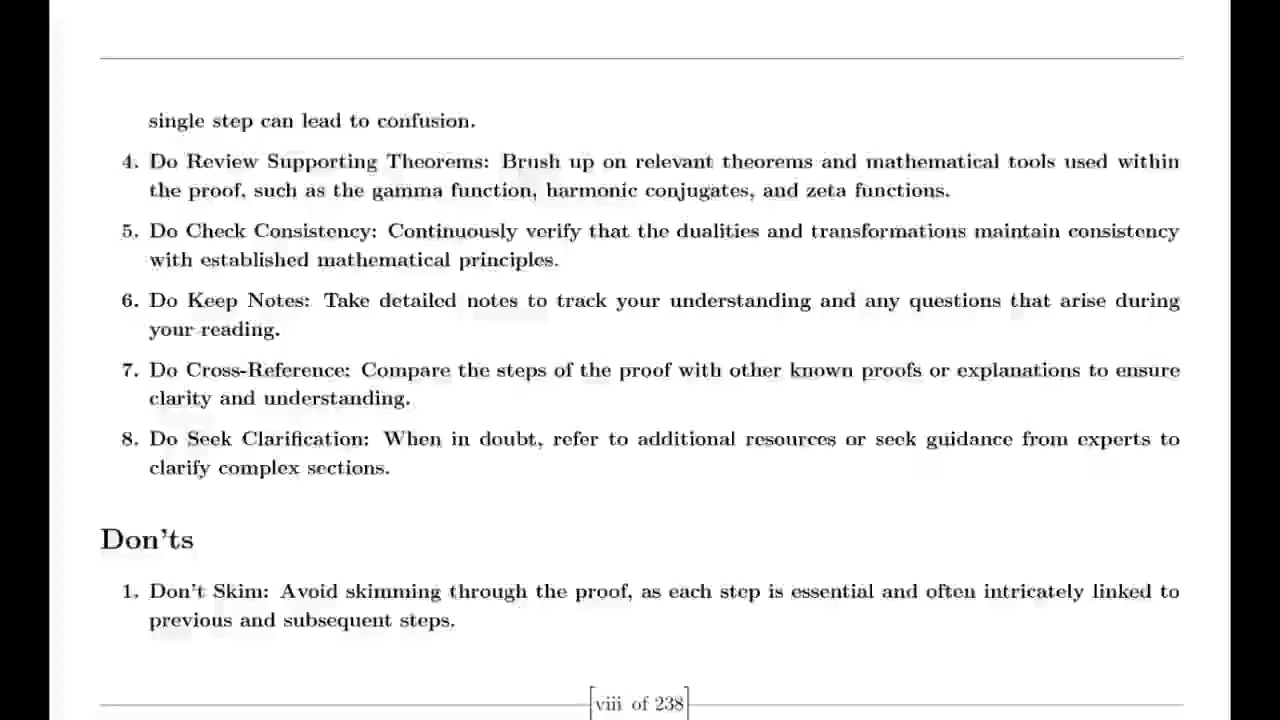 single step can lead to confusion.
4. Do Review Supporting Theorems: Brush up on relevant theorems and mathematical tools used within
the proof, such as the gamma function, harmonic conjugates, and zeta functions.
5. Do Check Consistency: Continuously verify that the dualities and transformations maintain consistency
with established mathematical principles.
6. Do Keep Notes: Take detailed notes to track your understanding and any questions that arise during
your reading.
7. Do Cross-Reference: Compare the steps of the proof with other known proofs or explanations to ensure
clarity and understanding.
8. Do Seek Clarification: When in doubt, refer to additional resources or seek guidance from experts to
clarify complex sections.
Don'ts
1. Don't Skim: Avoid skimming through the proof, as each step is essential and often intricately linked to
previous and subsequent steps.
[viii of 238]